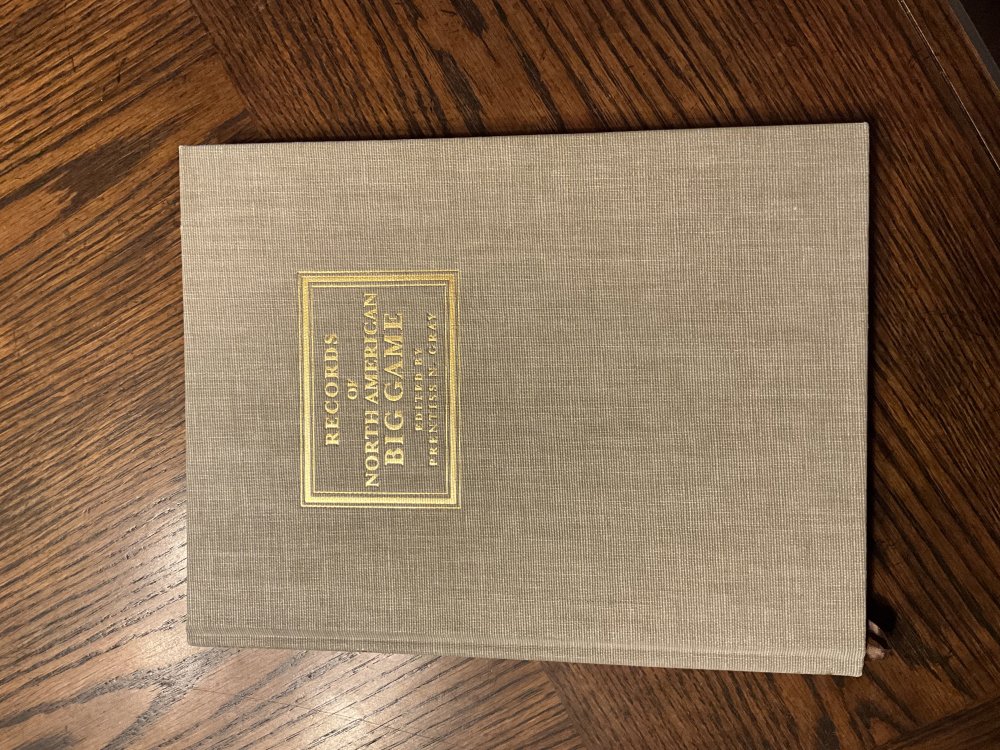 RECORDS
OF
NORTH AMERICAN
BIG GAME
EDITED BY
PRENTISS N. GRAY